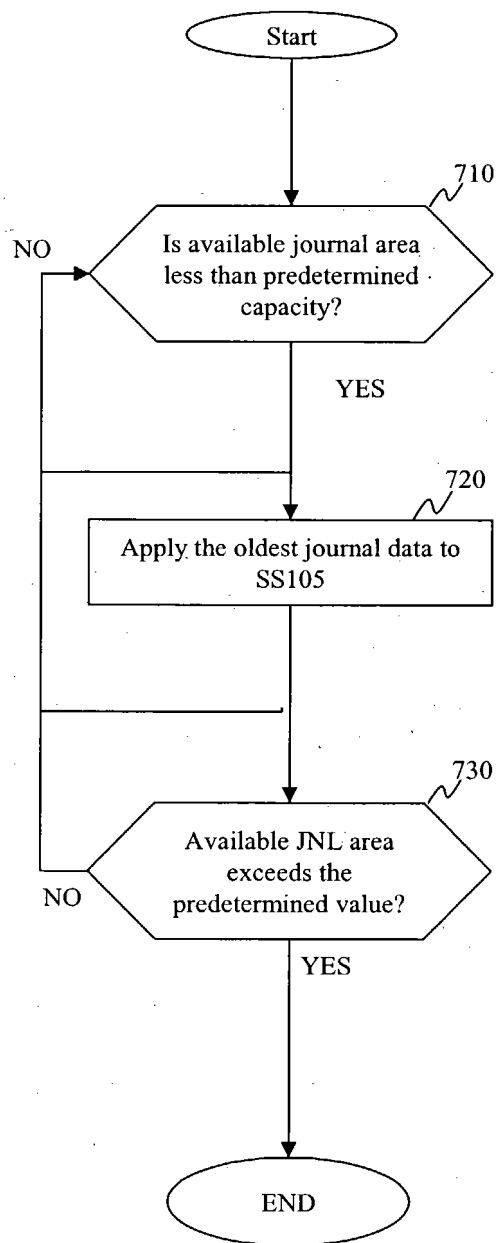 Start
710
NO
Is available journal area
less than predetermined
capacity?
YES
720
Apply the oldest journal data to
SS105
730
Available JNL area
exceeds the
predetermined value?
NO
YES
END